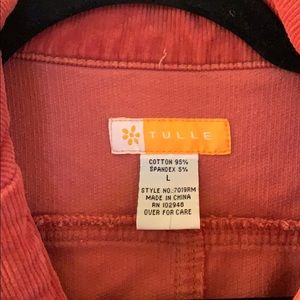 TULLE
COTTON 95%
SPANDEX 5%
L
STYLE NO.:7019RM
MADE IN CHINA
RN 102946
OVER FOR CARE